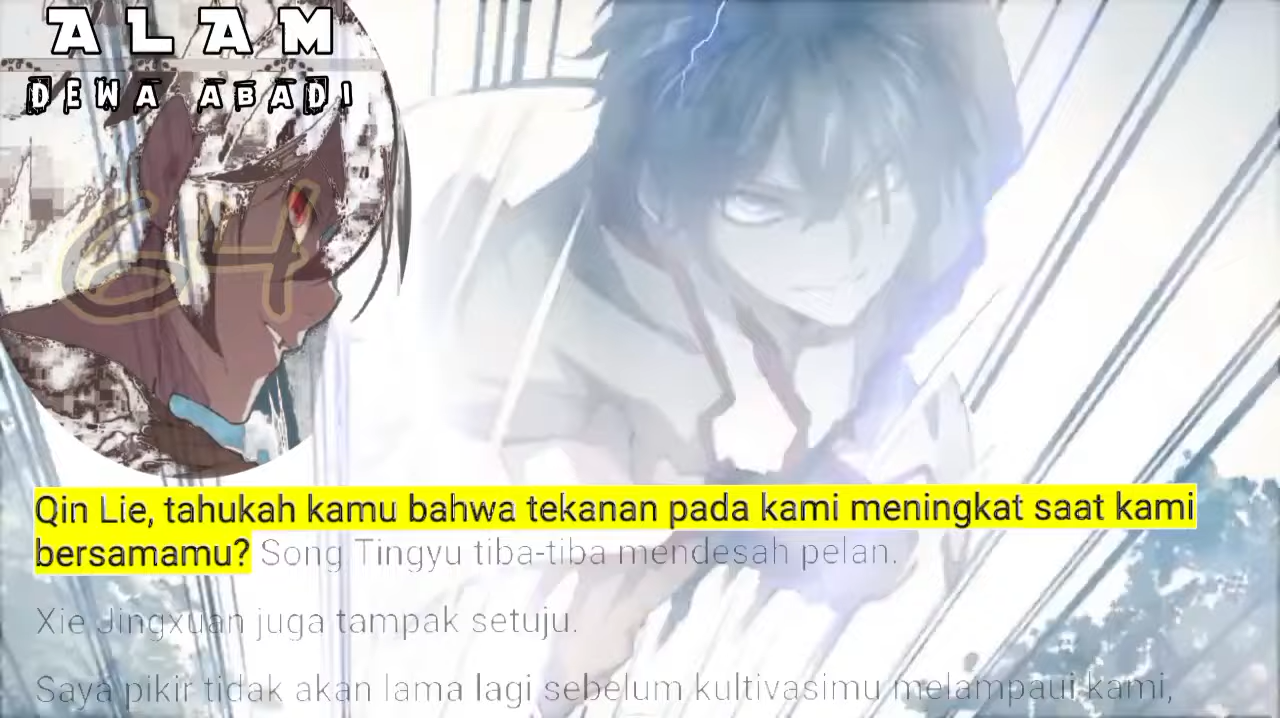 ALAM
DEWA ABADI
64
Qin Lie, tahukah kamu bahwa tekanan pada kami meningkat saat kami
bersamamu? Song Tingyu tiba-tiba mendesah pelan.
Xie Jingxuan juga tampak setuju.
Saya pikir tidak akan lama lagi sebelum kultivasimu melampaui kami,